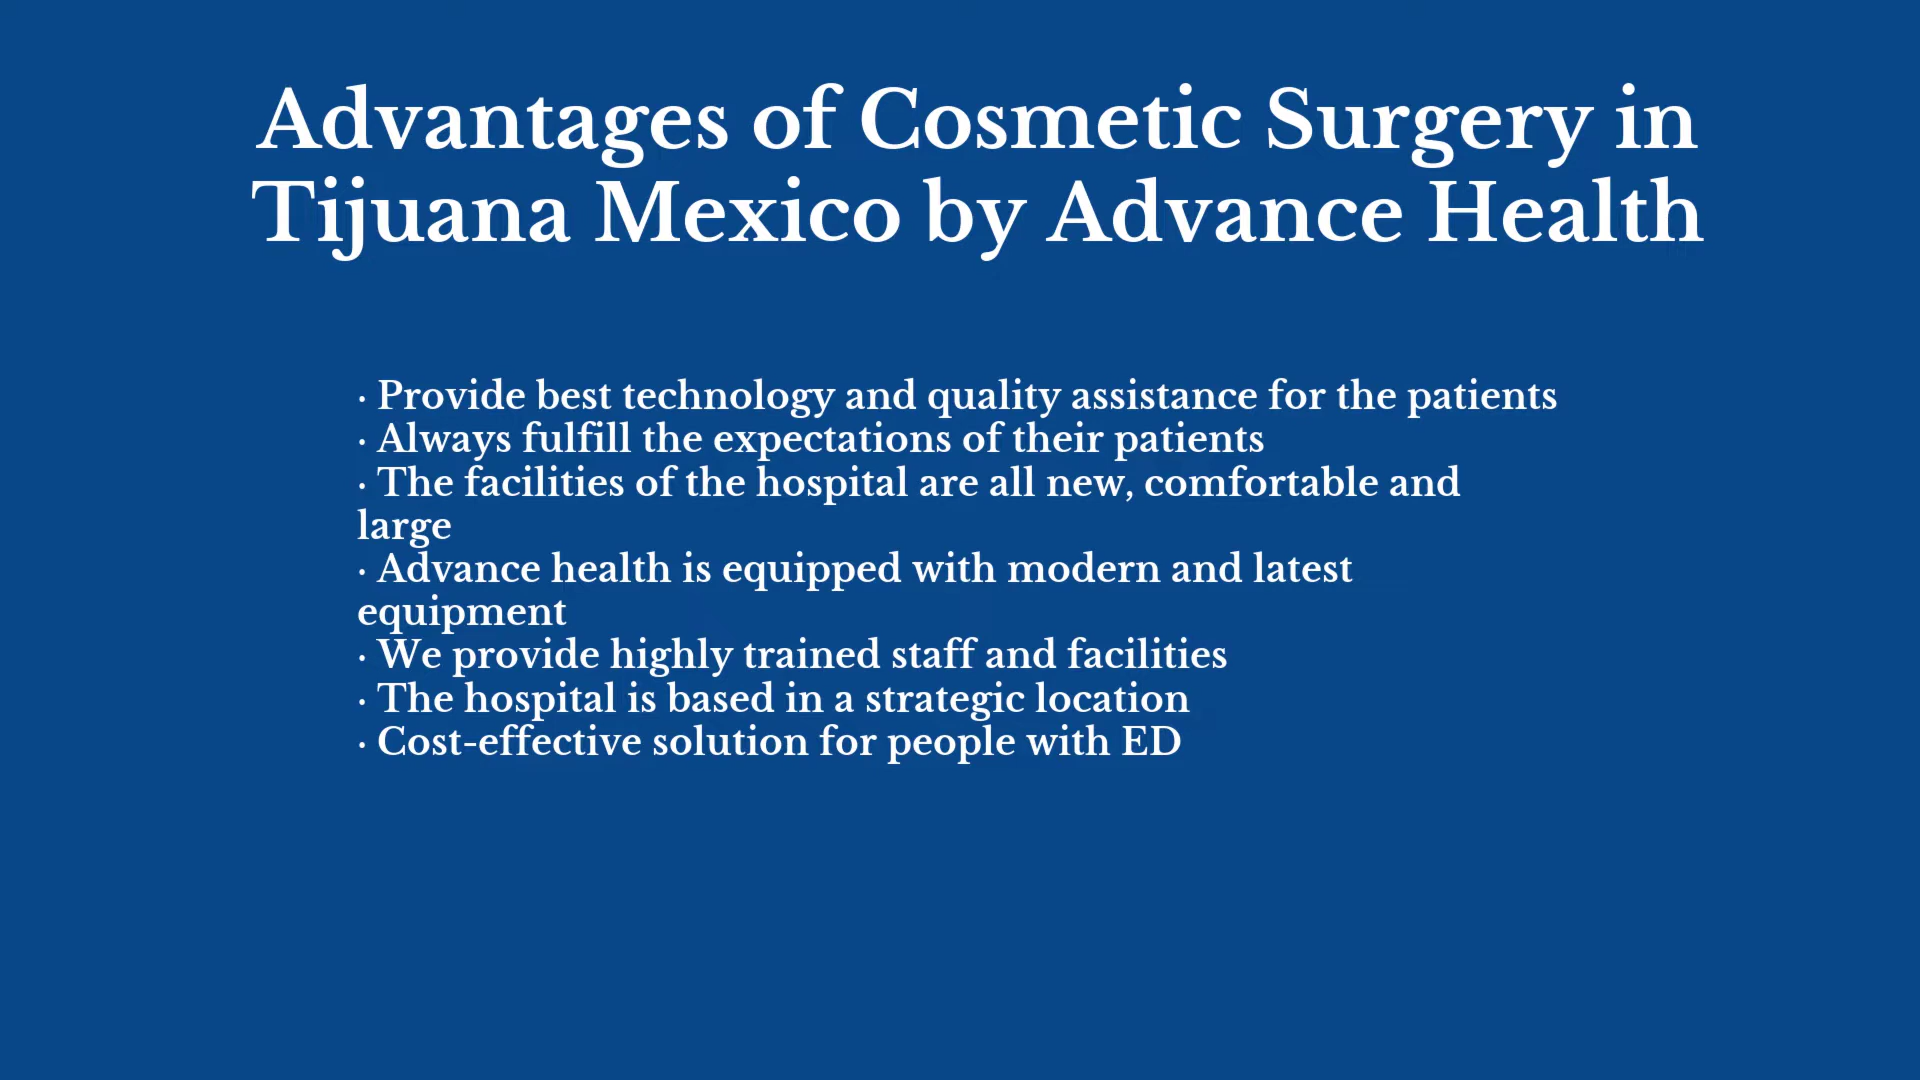 Advantages of Cosmetic Surgery in
Tijuana Mexico by Advance Health
· Provide best technology and quality assistance for the patients
· Always fulfill the expectations of their patients
· The facilities of the hospital are all new, comfortable and
large
· Advance health is equipped with modern and latest
equipment
· We provide highly trained staff and facilities
· The hospital is based in a strategic location
· Cost-effective solution for people with ED